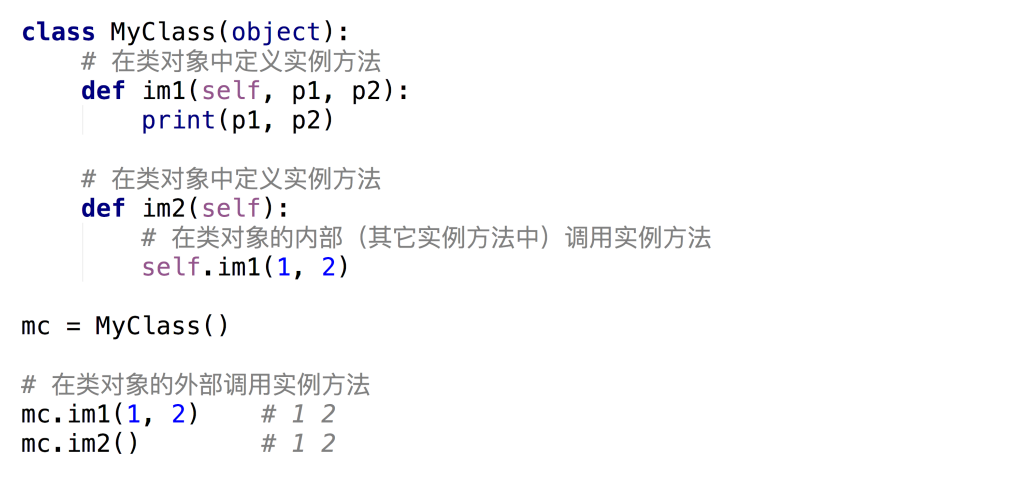 class MyClass(object):
    # 在类对象中定义实例方法
    def im1(self, p1, p2):
        print(p1, p2)

    # 在类对象中定义实例方法
    def im2(self):
        # 在类对象的内部（其它实例方法中）调用实例方法
        self.im1(1, 2)

mc = MyClass()

# 在类对象的外部调用实例方法
mc.im1(1, 2)    # 1 2
mc.im2()        # 1 2